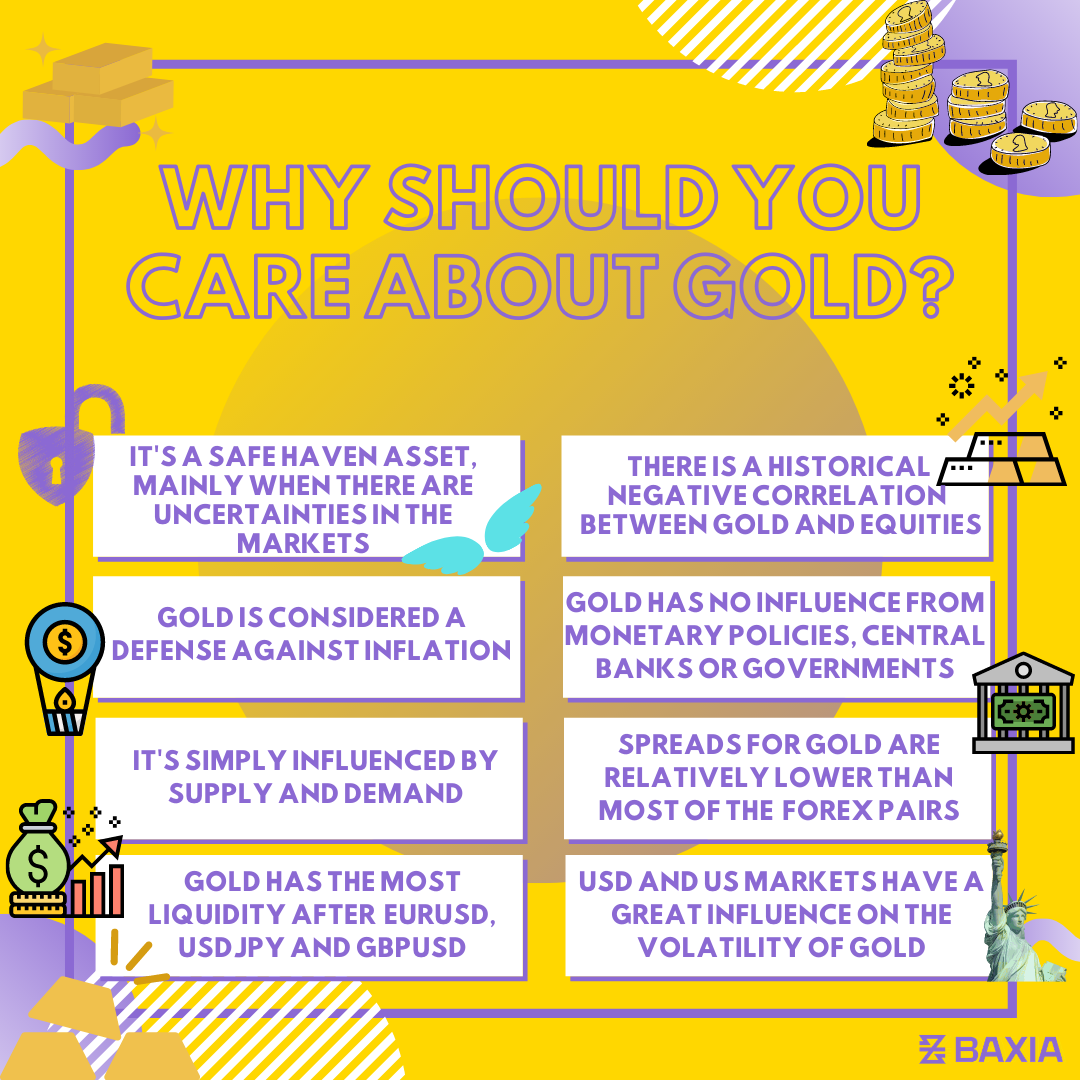 WHY SHOULD YOU
CARE ABOUT GOLD?
IT'S A SAFE HAVEN ASSET,
MAINLY WHEN THERE ARE
UNCERTAINTIES IN THE
MARKETS
THERE IS A HISTORICAL
NEGATIVE CORRELATION
BETWEEN GOLD AND EQUITIES
GOLD IS CONSIDERED A
DEFENSE AGAINST INFLATION
GOLD HAS NO INFLUENCE FROM
MONETARY POLICIES, CENTRAL
BANKS OR GOVERNMENTS
IT'S SIMPLY INFLUENCED BY
SUPPLY AND DEMAND
SPREADS FOR GOLD ARE
RELATIVELY LOWER THAN
MOST OF THE FOREX PAIRS
GOLD HAS THE MOST
LIQUIDITY AFTER EURUSD,
USDJPY AND GBPUSD
USD AND US MARKETS HAVE A
GREAT INFLUENCE ON THE
VOLATILITY OF GOLD
$
$
BAXIA